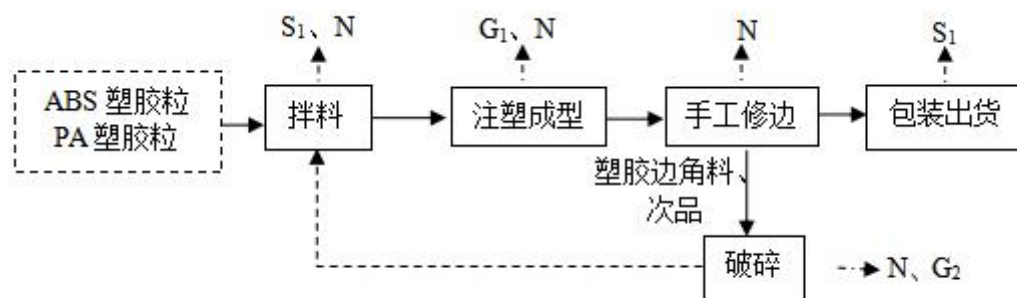 S₁、N
G₁、N
N
S₁
ABS 塑胶粒
PA 塑胶粒
拌料
注塑成型
手工修边
包装出货
塑胶边角料、
次品
破碎
N、G₂